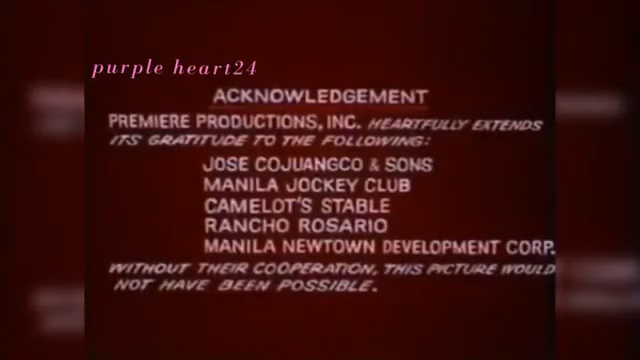 purple heart24
ACKNOWLEDGEMENT
PREMIERE PRODUCTIONS, INC. HEARTFULLY EXTENDS
ITS GRATITUDE TO THE FOLLOWING:
JOSE COJUANGCO & SONS
MANILA JOCKEY CLUB
CAMELOT'S STABLE
RANCHO ROSARIO
MANILA NEWTOWN DEVELOPMENT CORP.
WITHOUT THEIR COOPERATION, THIS PICTURE WOULD
NOT HAVE BEEN POSSIBLE.